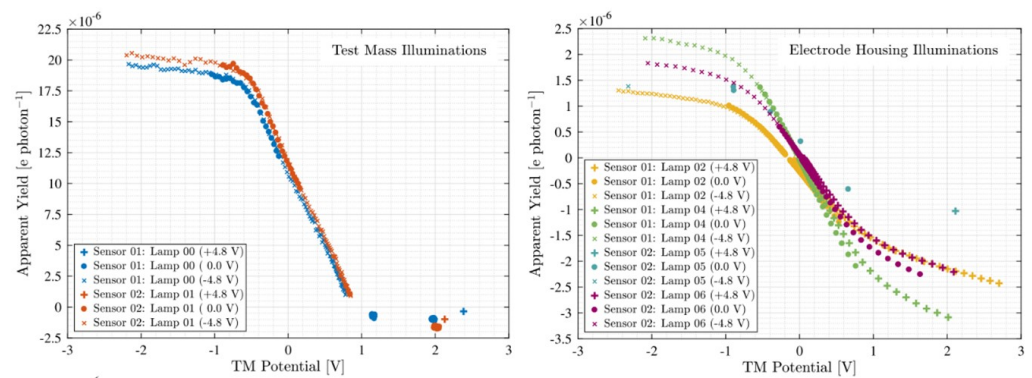 ×10⁻⁶
22.5
20
17.5
15
12.5
10
7.5
5
2.5
0
-2.5
Apparent Yield [e photon⁻¹]
Test Mass Illuminations
Sensor 01: Lamp 00 (+4.8 V)
Sensor 01: Lamp 00 ( 0.0 V)
Sensor 01: Lamp 00 (-4.8 V)
Sensor 02: Lamp 01 (+4.8 V)
Sensor 02: Lamp 01 ( 0.0 V)
Sensor 02: Lamp 01 (-4.8 V)
-3 -2 -1 0 1 2 3
TM Potential [V]
×10⁻⁶
2.5
2
1.5
1
0.5
0
-0.5
-1
-1.5
-2
-2.5
-3
-3.5
Apparent Yield [e photon⁻¹]
Electrode Housing Illuminations
Sensor 01: Lamp 02 (+4.8 V)
Sensor 01: Lamp 02 (0.0 V)
Sensor 01: Lamp 02 (-4.8 V)
Sensor 01: Lamp 04 (+4.8 V)
Sensor 01: Lamp 04 (0.0 V)
Sensor 01: Lamp 04 (-4.8 V)
Sensor 02: Lamp 05 (+4.8 V)
Sensor 02: Lamp 05 (0.0 V)
Sensor 02: Lamp 05 (-4.8 V)
Sensor 02: Lamp 06 (+4.8 V)
Sensor 02: Lamp 06 (0.0 V)
Sensor 02: Lamp 06 (-4.8 V)
-3 -2 -1 0 1 2 3
TM Potential [V]